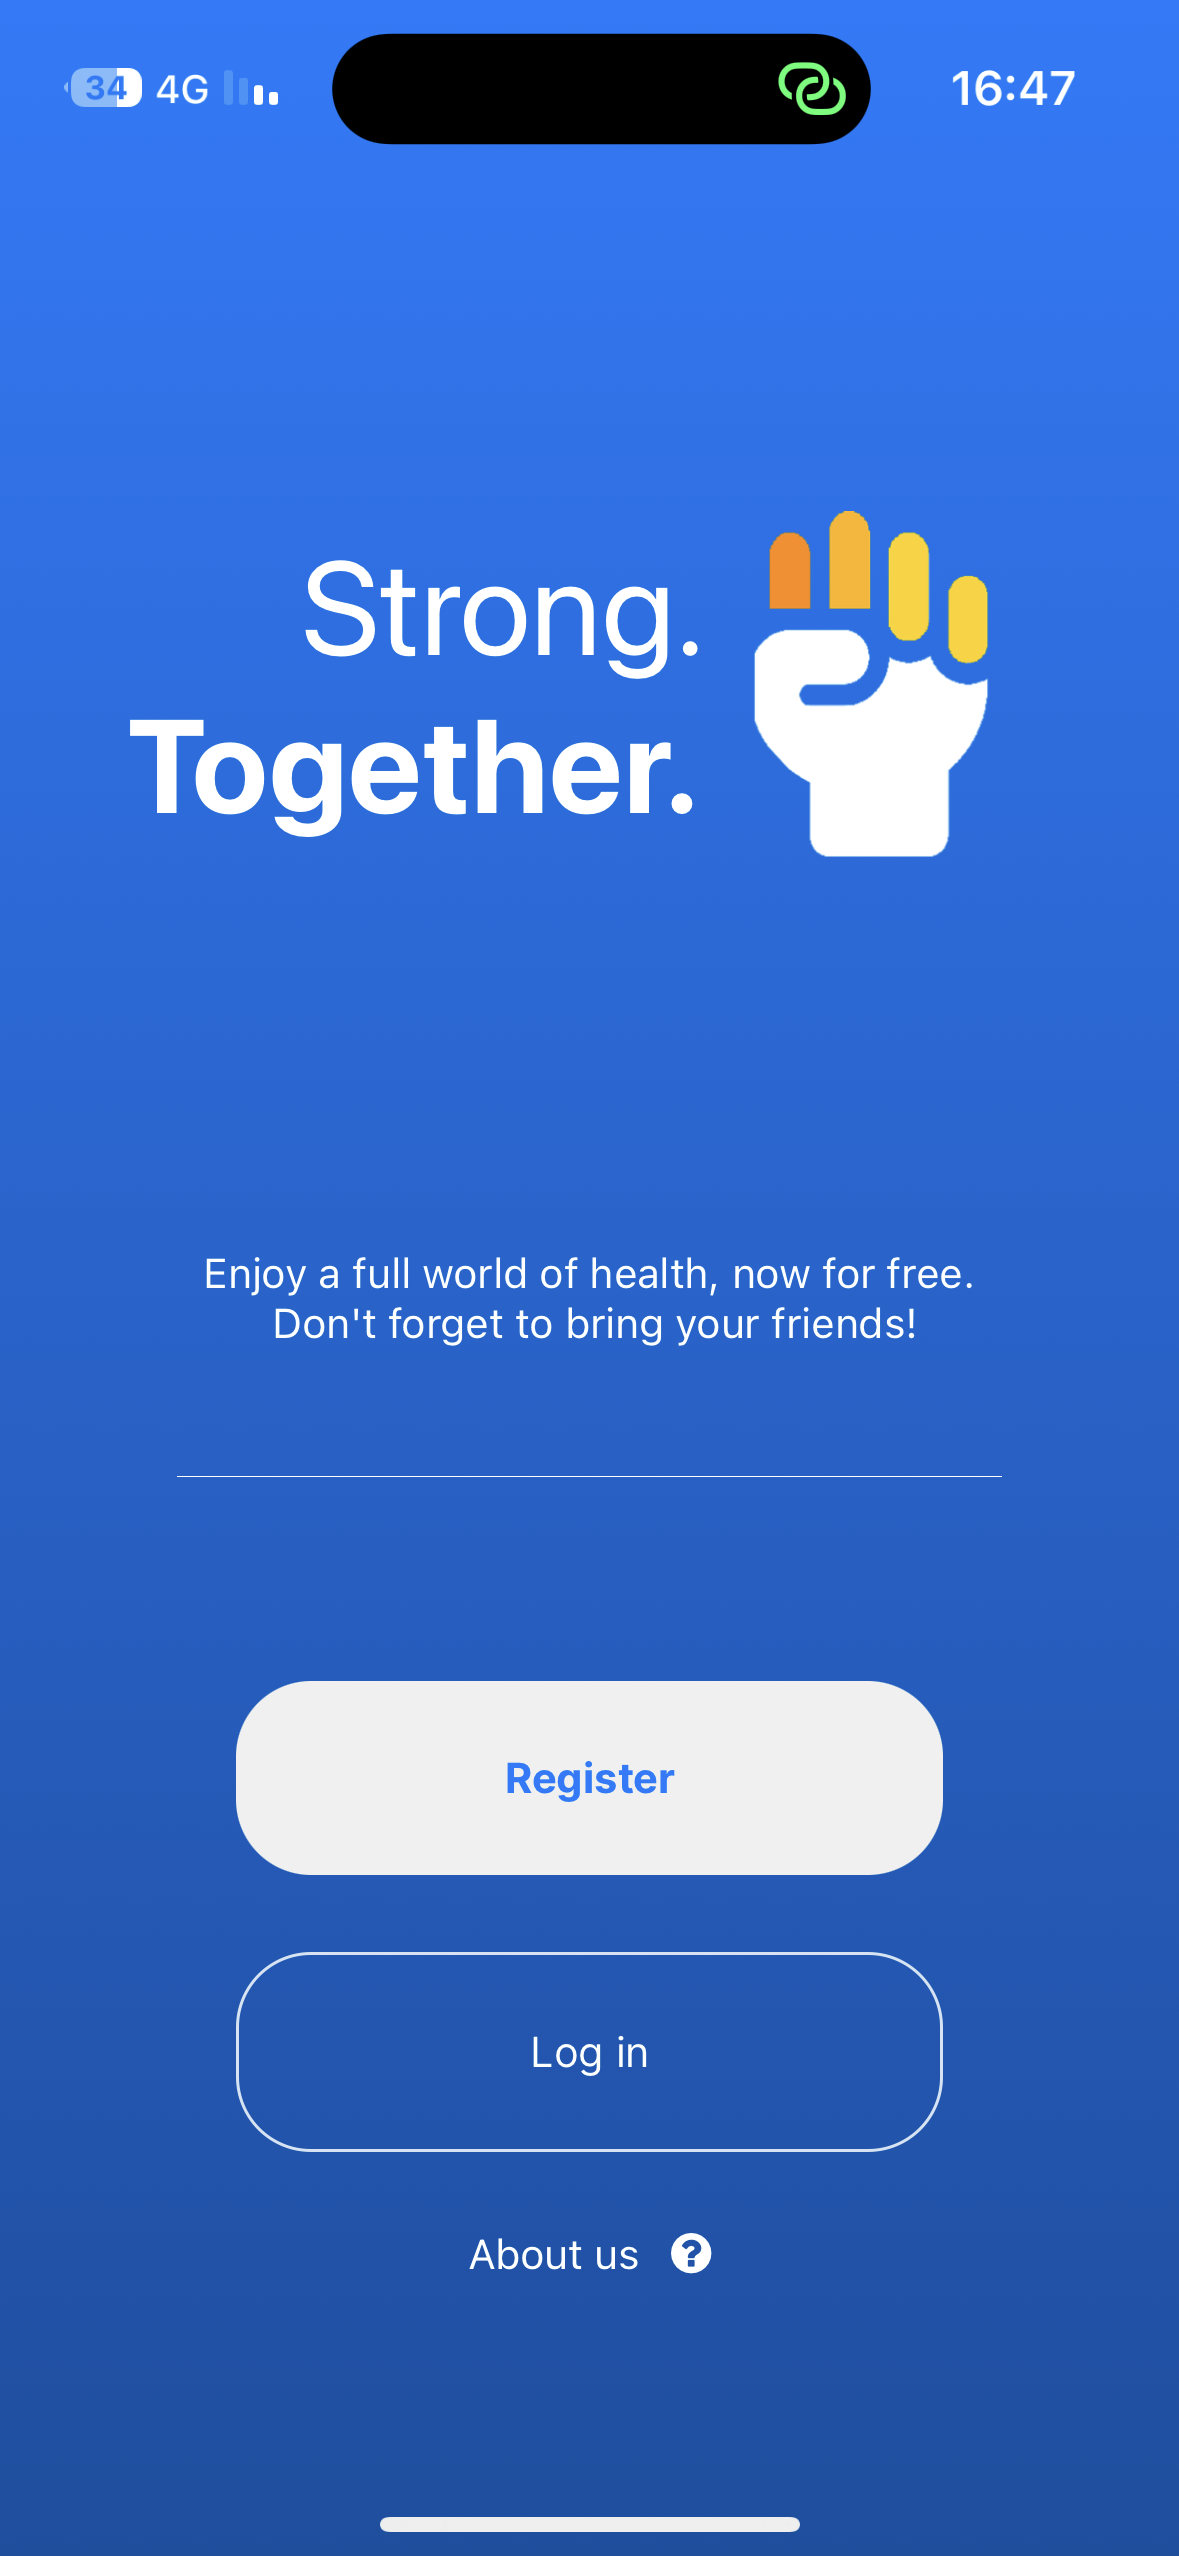 34 4G 16:47
Strong.
Together.
Enjoy a full world of health, now for free.
Don't forget to bring your friends!
Register
Log in
About us ?